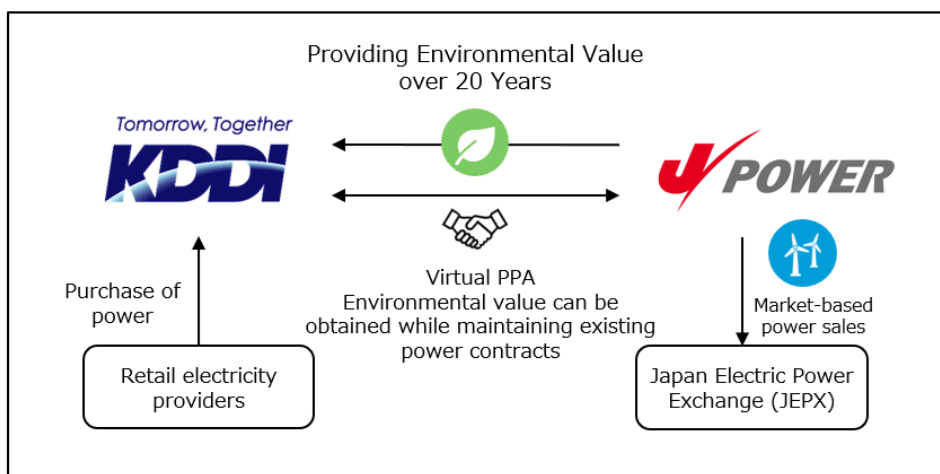 Providing Environmental Value
over 20 Years
Tomorrow, Together
KDDI
J POWER
Virtual PPA
Environmental value can be
obtained while maintaining existing
power contracts
Purchase of
power
Market-based
power sales
Retail electricity
providers
Japan Electric Power
Exchange (JEPX)